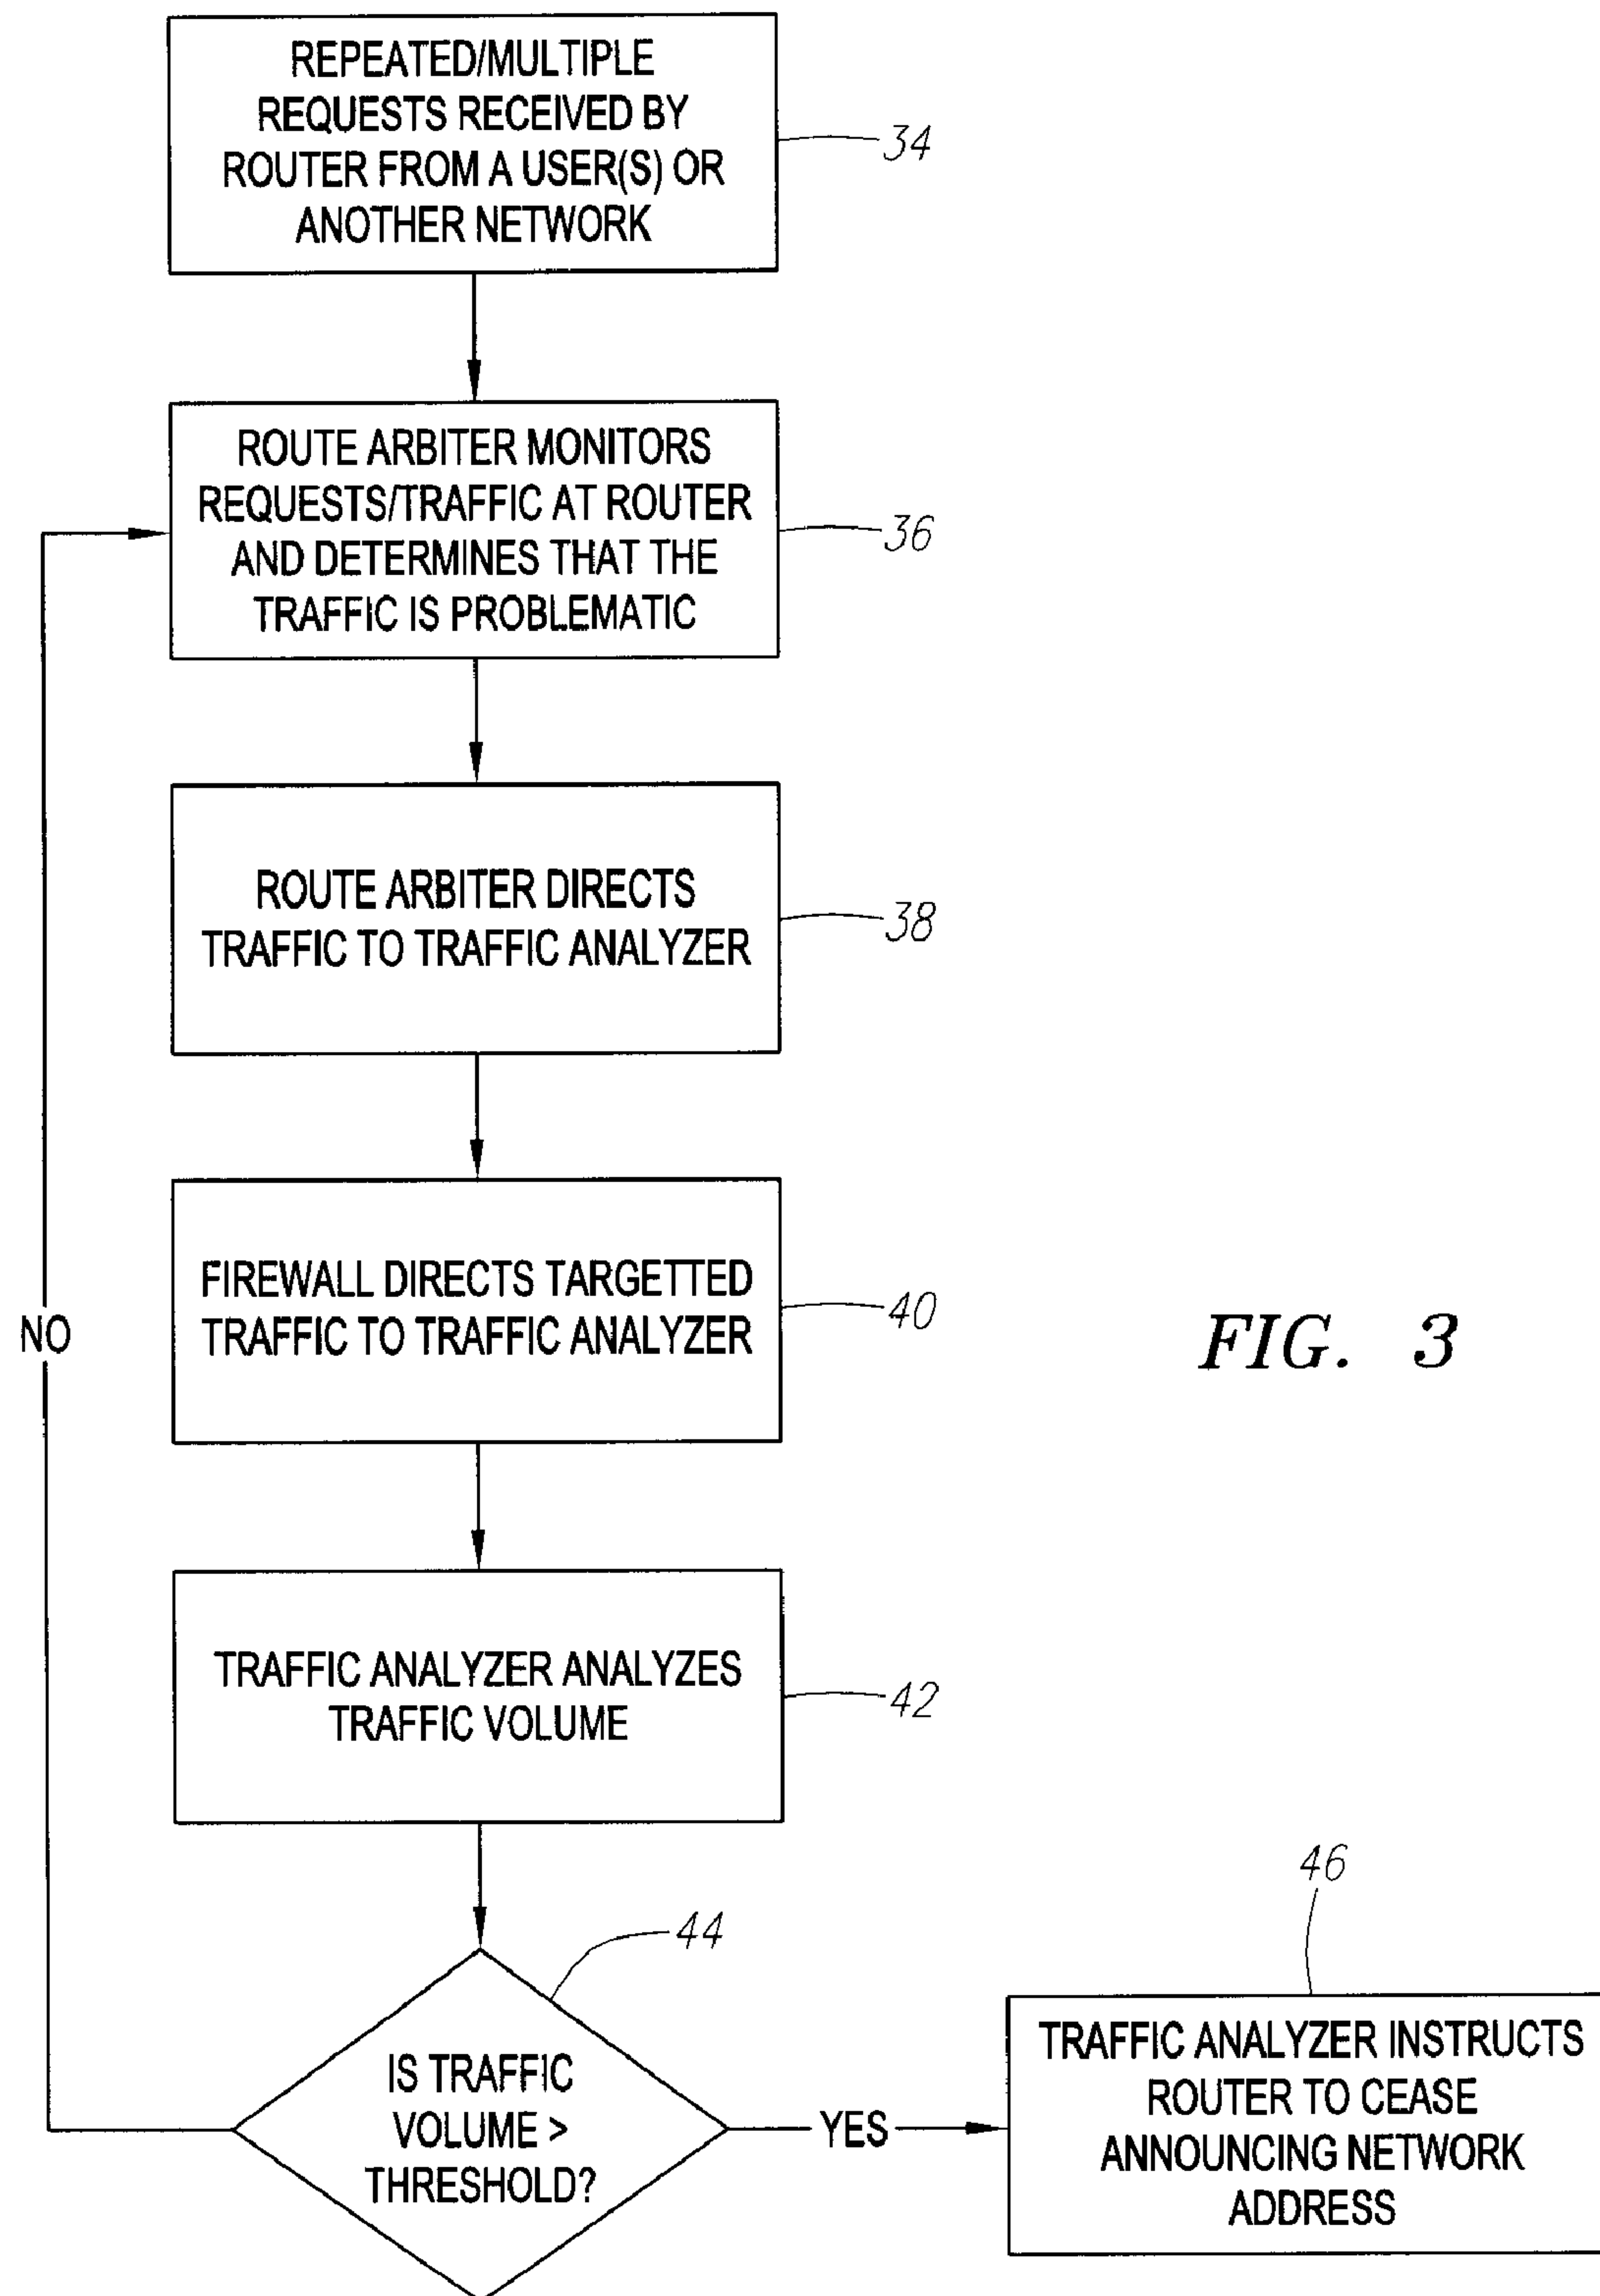 REPEATED/MULTIPLE
REQUESTS RECEIVED BY
ROUTER FROM A USER(S) OR
ANOTHER NETWORK
34
ROUTE ARBITER MONITORS
REQUESTS/TRAFFIC AT ROUTER
AND DETERMINES THAT THE
TRAFFIC IS PROBLEMATIC
36
ROUTE ARBITER DIRECTS
TRAFFIC TO TRAFFIC ANALYZER
38
FIREWALL DIRECTS TARGETTED
TRAFFIC TO TRAFFIC ANALYZER
40
NO
FIG. 3
TRAFFIC ANALYZER ANALYZES
TRAFFIC VOLUME
42
44
IS TRAFFIC
VOLUME >
THRESHOLD?
YES
46
TRAFFIC ANALYZER INSTRUCTS
ROUTER TO CEASE
ANNOUNCING NETWORK
ADDRESS